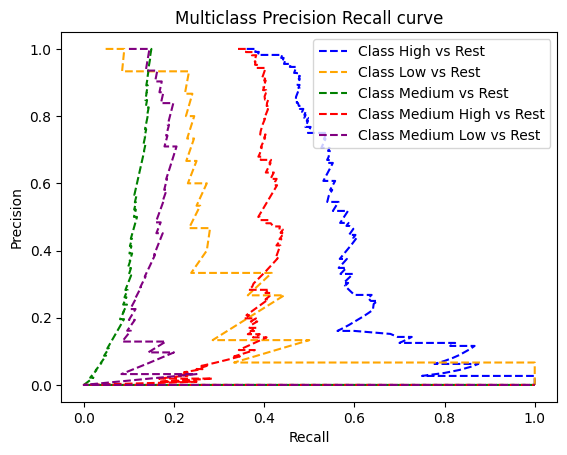 Multiclass Precision Recall curve
Class High vs Rest
Class Low vs Rest
Class Medium vs Rest
Class Medium High vs Rest
Class Medium Low vs Rest
Precision
1.0
0.8
0.6
0.4
0.2
0.0
0.0 0.2 0.4 0.6 0.8 1.0
Recall